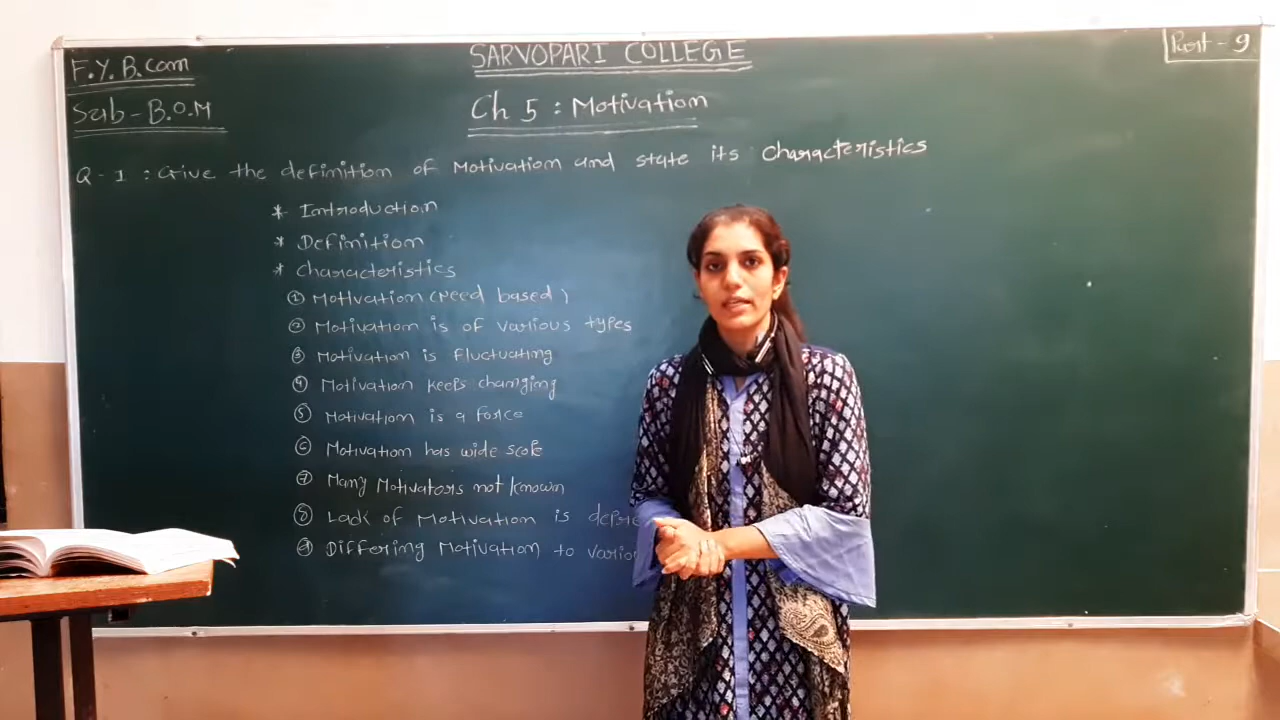 F.Y. B.Com
SARVOPARI COLLEGE
Part - 9
Sub - B.O.M
Ch 5 : Motivation
Q - 1 : Give the definition of Motivation and state its characteristics
* Introduction
* Definition
* characteristics
① Motivation (Need based)
② Motivation is of various types
③ Motivation is Fluctuating
④ Motivation keeps changing
⑤ Motivation is a force
⑥ Motivation has wide scope
⑦ Many Motivators not known
⑧ Lack of Motivation is
⑨ Differing Motivation to